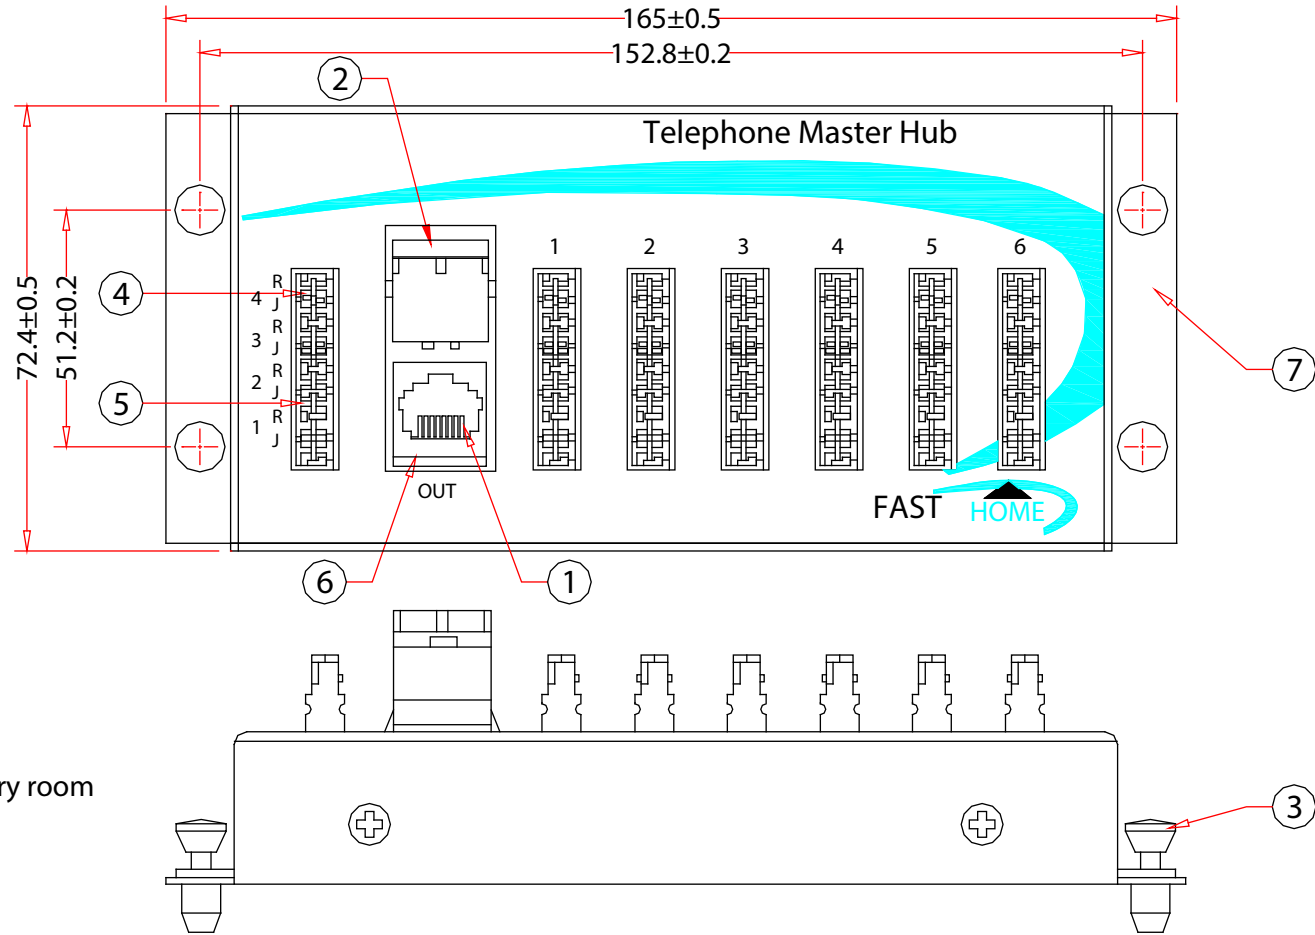 165±0.5
152.8±0.2
2
Telephone Master Hub
72.4±0.5
51.2±0.2
1 2 3 4 5 6
4
R
4 J
R
3 J
R
2 J
R
1 J
5
7
OUT
FAST HOME
6
1
ry room
3